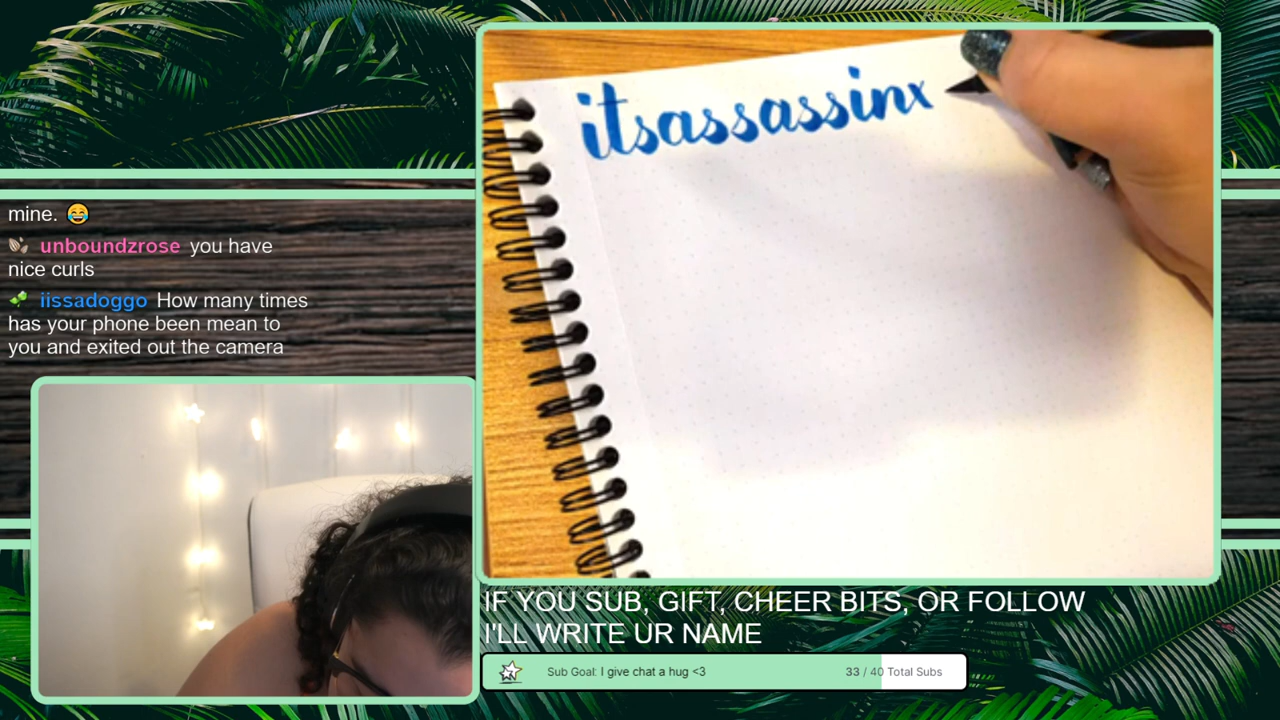 itsassassinx
mine. 😂
unboundzrose you have
nice curls
iissadoggo How many times
has your phone been mean to
you and exited out the camera
IF YOU SUB, GIFT, CHEER BITS, OR FOLLOW
I'LL WRITE UR NAME
Sub Goal: I give chat a hug <3 33 / 40 Total Subs